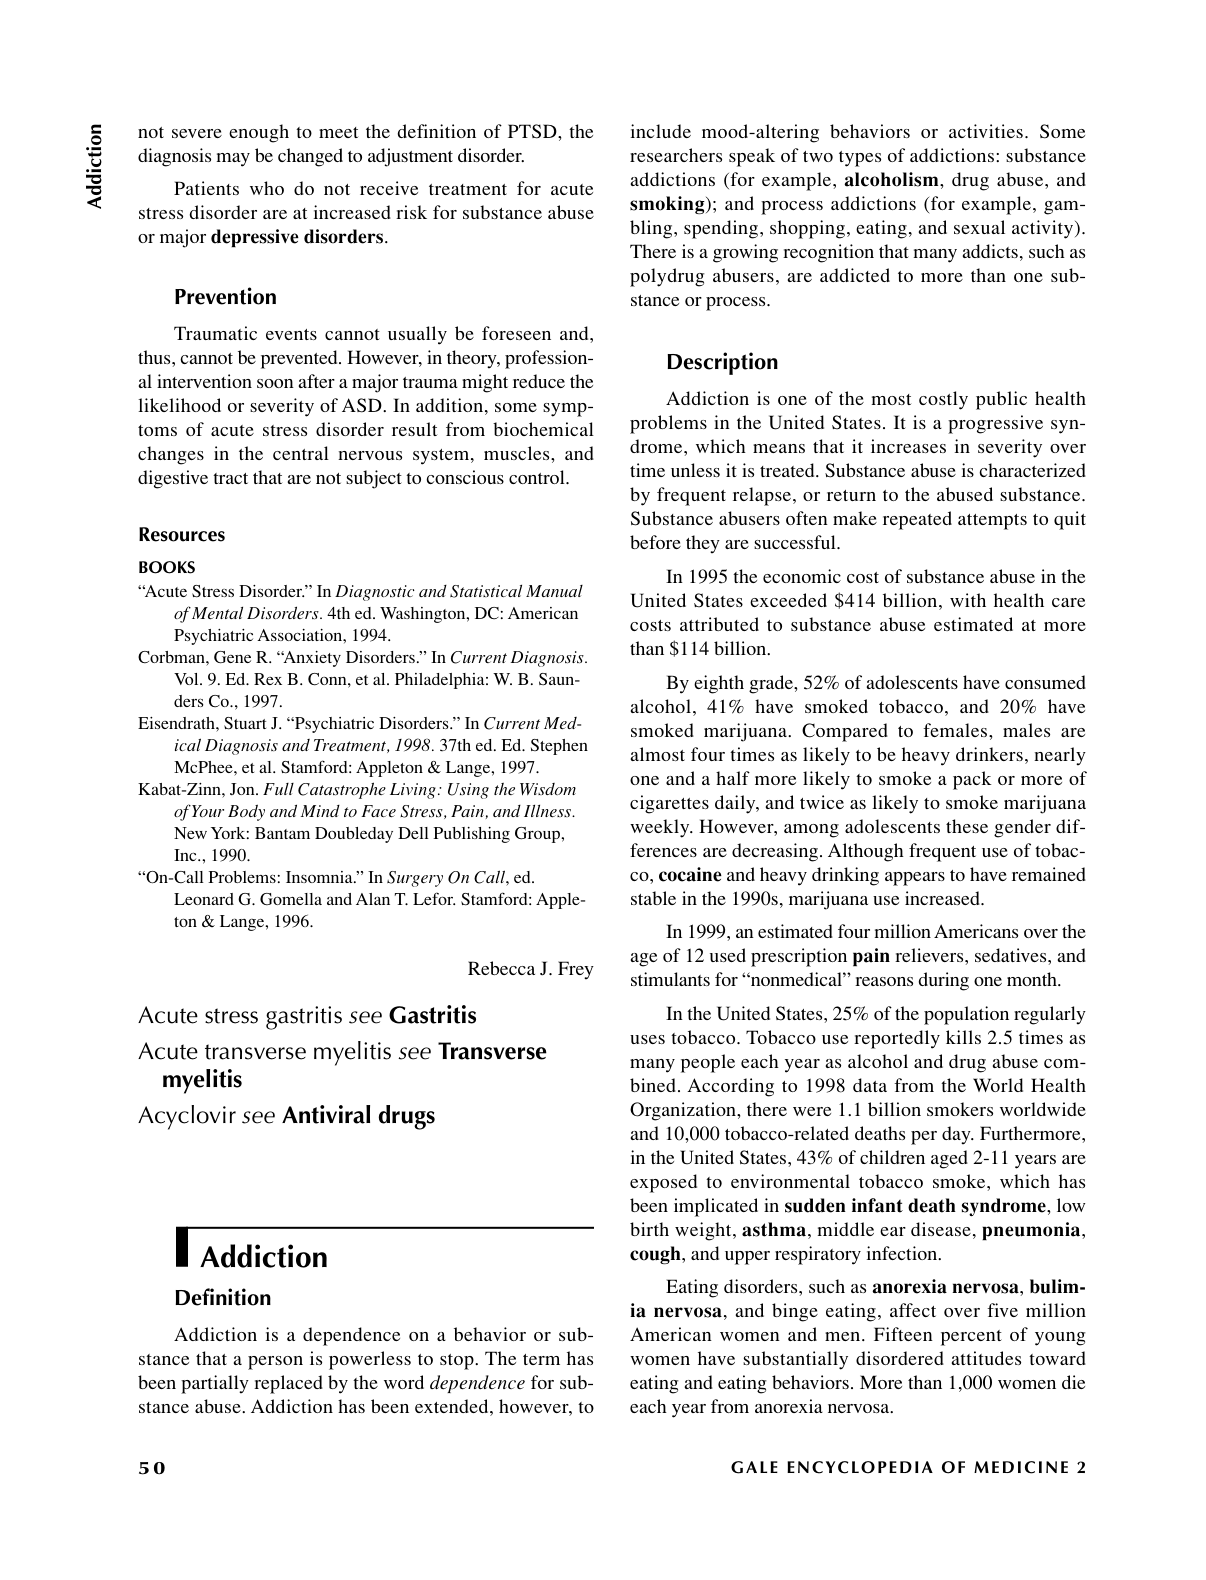 Addiction
not severe enough to meet the definition of PTSD, the
diagnosis may be changed to adjustment disorder.
Patients who do not receive treatment for acute
stress disorder are at increased risk for substance abuse
or major depressive disorders.
Prevention
Traumatic events cannot usually be foreseen and,
thus, cannot be prevented. However, in theory, profession-
al intervention soon after a major trauma might reduce the
likelihood or severity of ASD. In addition, some symp-
toms of acute stress disorder result from biochemical
changes in the central nervous system, muscles, and
digestive tract that are not subject to conscious control.
Resources
BOOKS
“Acute Stress Disorder.” In Diagnostic and Statistical Manual
of Mental Disorders. 4th ed. Washington, DC: American
Psychiatric Association, 1994.
Corbman, Gene R. “Anxiety Disorders.” In Current Diagnosis.
Vol. 9. Ed. Rex B. Conn, et al. Philadelphia: W. B. Saun-
ders Co., 1997.
Eisendrath, Stuart J. “Psychiatric Disorders.” In Current Med-
ical Diagnosis and Treatment, 1998. 37th ed. Ed. Stephen
McPhee, et al. Stamford: Appleton & Lange, 1997.
Kabat-Zinn, Jon. Full Catastrophe Living: Using the Wisdom
of Your Body and Mind to Face Stress, Pain, and Illness.
New York: Bantam Doubleday Dell Publishing Group,
Inc., 1990.
“On-Call Problems: Insomnia.” In Surgery On Call, ed.
Leonard G. Gomella and Alan T. Lefor. Stamford: Apple-
ton & Lange, 1996.
Rebecca J. Frey
Acute stress gastritis see Gastritis
Acute transverse myelitis see Transverse
myelitis
Acyclovir see Antiviral drugs
Addiction
Definition
Addiction is a dependence on a behavior or sub-
stance that a person is powerless to stop. The term has
been partially replaced by the word dependence for sub-
stance abuse. Addiction has been extended, however, to
include mood-altering behaviors or activities. Some
researchers speak of two types of addictions: substance
addictions (for example, alcoholism, drug abuse, and
smoking); and process addictions (for example, gam-
bling, spending, shopping, eating, and sexual activity).
There is a growing recognition that many addicts, such as
polydrug abusers, are addicted to more than one sub-
stance or process.
Description
Addiction is one of the most costly public health
problems in the United States. It is a progressive syn-
drome, which means that it increases in severity over
time unless it is treated. Substance abuse is characterized
by frequent relapse, or return to the abused substance.
Substance abusers often make repeated attempts to quit
before they are successful.
In 1995 the economic cost of substance abuse in the
United States exceeded $414 billion, with health care
costs attributed to substance abuse estimated at more
than $114 billion.
By eighth grade, 52% of adolescents have consumed
alcohol, 41% have smoked tobacco, and 20% have
smoked marijuana. Compared to females, males are
almost four times as likely to be heavy drinkers, nearly
one and a half more likely to smoke a pack or more of
cigarettes daily, and twice as likely to smoke marijuana
weekly. However, among adolescents these gender dif-
ferences are decreasing. Although frequent use of tobac-
co, cocaine and heavy drinking appears to have remained
stable in the 1990s, marijuana use increased.
In 1999, an estimated four million Americans over the
age of 12 used prescription pain relievers, sedatives, and
stimulants for “nonmedical” reasons during one month.
In the United States, 25% of the population regularly
uses tobacco. Tobacco use reportedly kills 2.5 times as
many people each year as alcohol and drug abuse com-
bined. According to 1998 data from the World Health
Organization, there were 1.1 billion smokers worldwide
and 10,000 tobacco-related deaths per day. Furthermore,
in the United States, 43% of children aged 2-11 years are
exposed to environmental tobacco smoke, which has
been implicated in sudden infant death syndrome, low
birth weight, asthma, middle ear disease, pneumonia,
cough, and upper respiratory infection.
Eating disorders, such as anorexia nervosa, bulim-
ia nervosa, and binge eating, affect over five million
American women and men. Fifteen percent of young
women have substantially disordered attitudes toward
eating and eating behaviors. More than 1,000 women die
each year from anorexia nervosa.
50
GALE ENCYCLOPEDIA OF MEDICINE 2